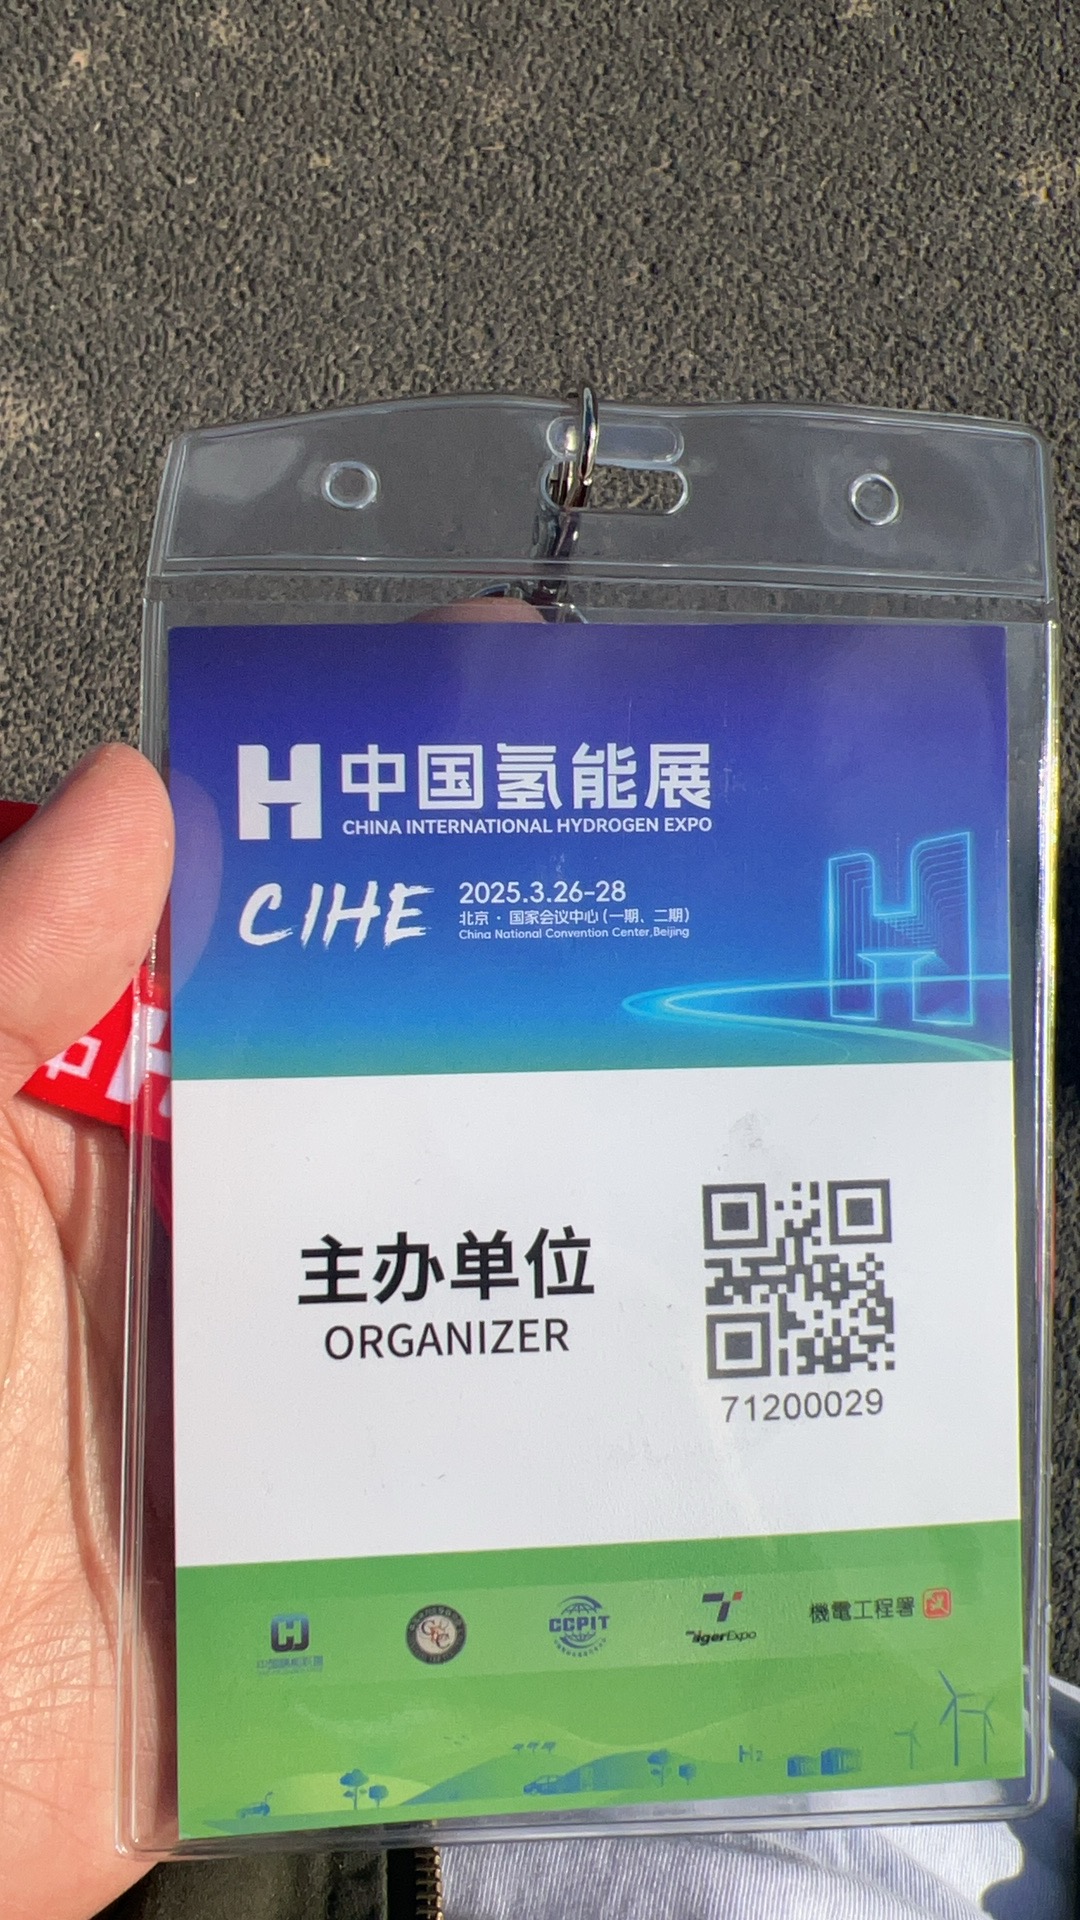 中国氢能展
CHINA INTERNATIONAL HYDROGEN EXPO
CIHE
2025.3.26-28
北京·国家会议中心(一期、二期)
China National Convention Center,Beijing
主办单位
ORGANIZER
71200029
CCPIT
TigerExpo
機電工程署
H2
中